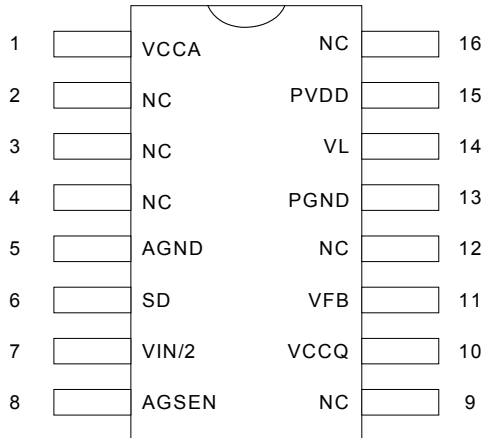 1 VCCA NC 16
2 NC PVDD 15
3 NC VL 14
4 NC PGND 13
5 AGND NC 12
6 SD VFB 11
7 VIN/2 VCCQ 10
8 AGSEN NC 9